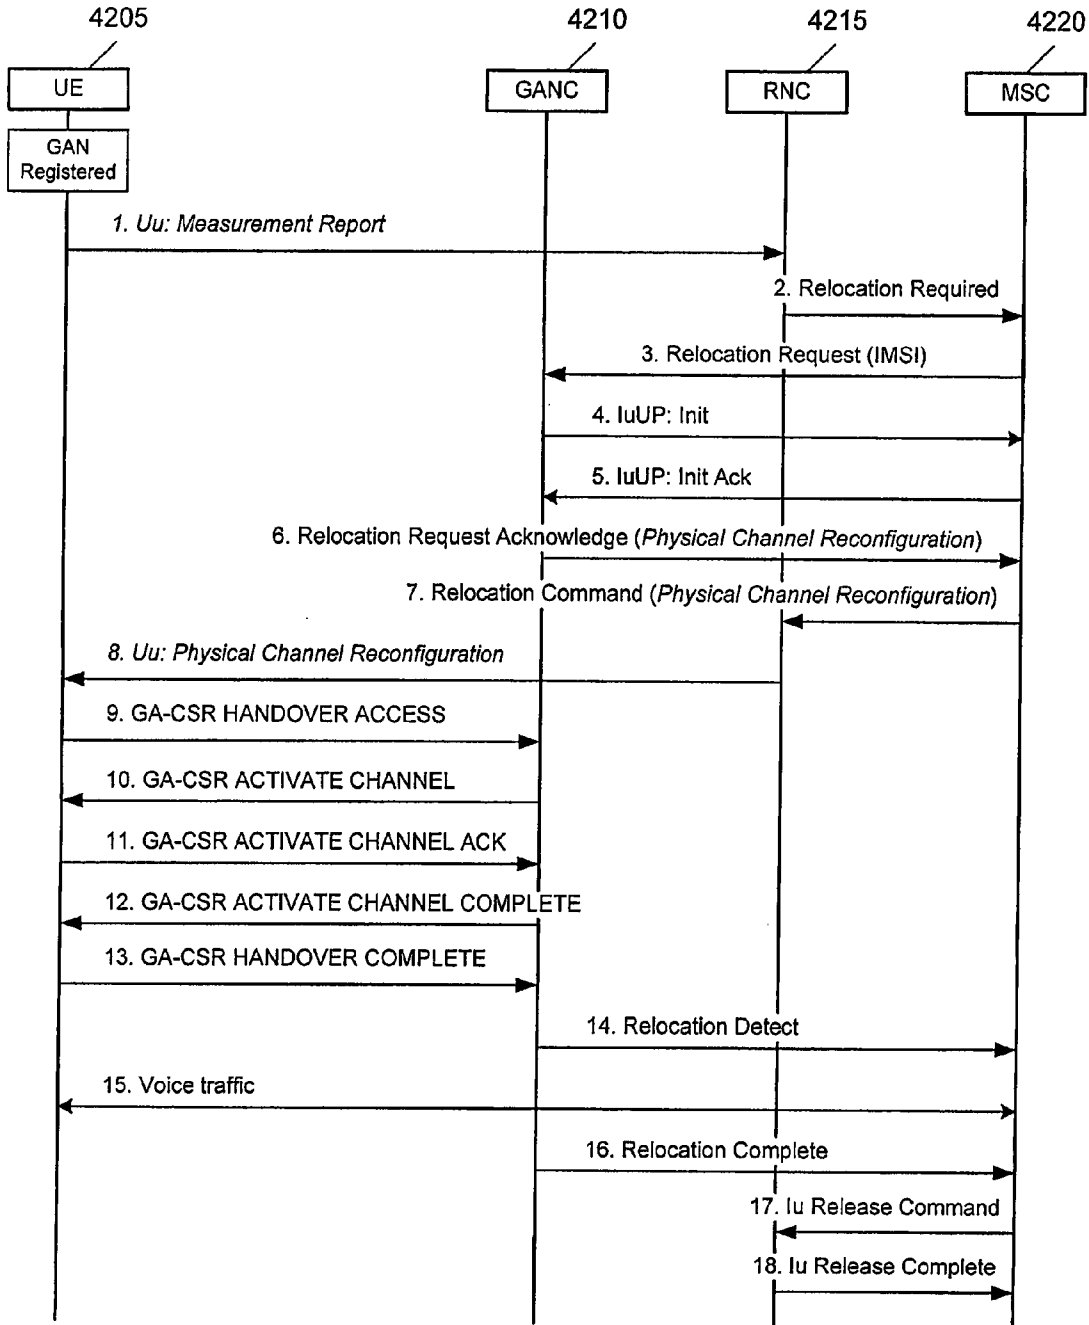 4205
4210
4215
4220
UE
GANC
RNC
MSC
GAN
Registered
1. Uu: Measurement Report
2. Relocation Required
3. Relocation Request (IMSI)
4. IuUP: Init
5. IuUP: Init Ack
6. Relocation Request Acknowledge (Physical Channel Reconfiguration)
7. Relocation Command (Physical Channel Reconfiguration)
8. Uu: Physical Channel Reconfiguration
9. GA-CSR HANDOVER ACCESS
10. GA-CSR ACTIVATE CHANNEL
11. GA-CSR ACTIVATE CHANNEL ACK
12. GA-CSR ACTIVATE CHANNEL COMPLETE
13. GA-CSR HANDOVER COMPLETE
14. Relocation Detect
15. Voice traffic
16. Relocation Complete
17. Iu Release Command
18. Iu Release Complete